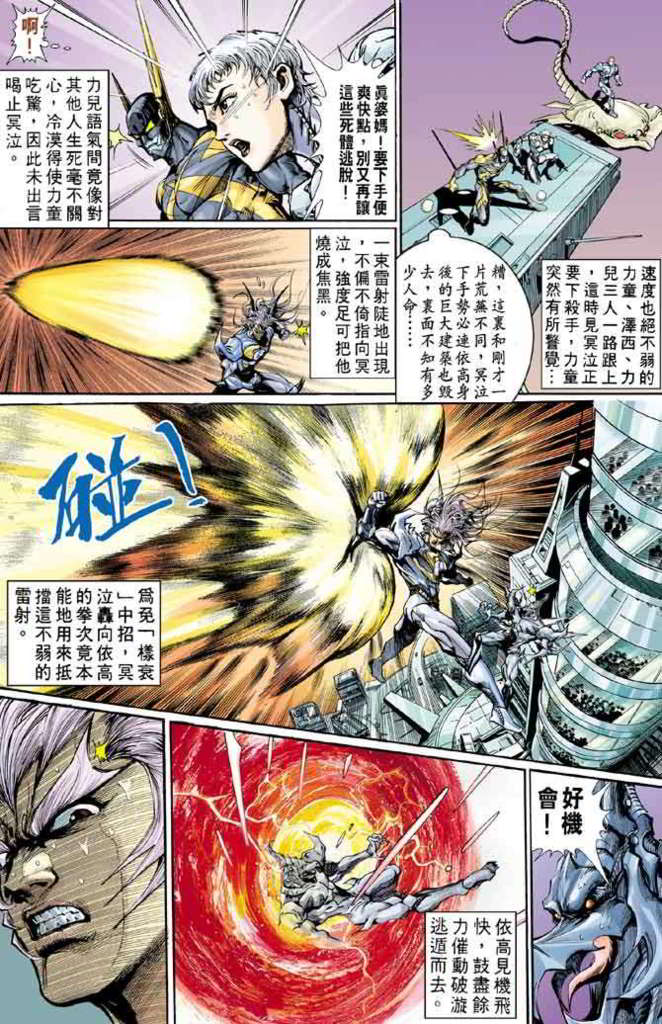 啊!
真婆媽!要下手便
爽快點,別又再讓
這些死體逃脫!
力兒語氣間竟像對
其他人生死毫不關
心,冷漠得使力童
吃驚,因此未出言
喝止冥泣。
速度也絕不弱的
力童、澤西、力
兒三人一路跟上
,這時見冥泣正
要下殺手,力童
突然有所警覺…
糟,這裏和剛才一
片荒蕪不同,冥泣
下手勢必連依高身
後的巨大建築也毀
去,裏面不知有多
少人命……
一束雷射陡地出現
,不偏不倚指向冥
泣,強度足可把他
燒成焦黑。
碰!
為免「樣衰
」中招,冥
泣轟向依高
的拳次竟本
能地用來抵
擋這不弱的
雷射。
好機
會!
依高見機飛
快,鼓盡餘
力催動破漩
逃遁而去。